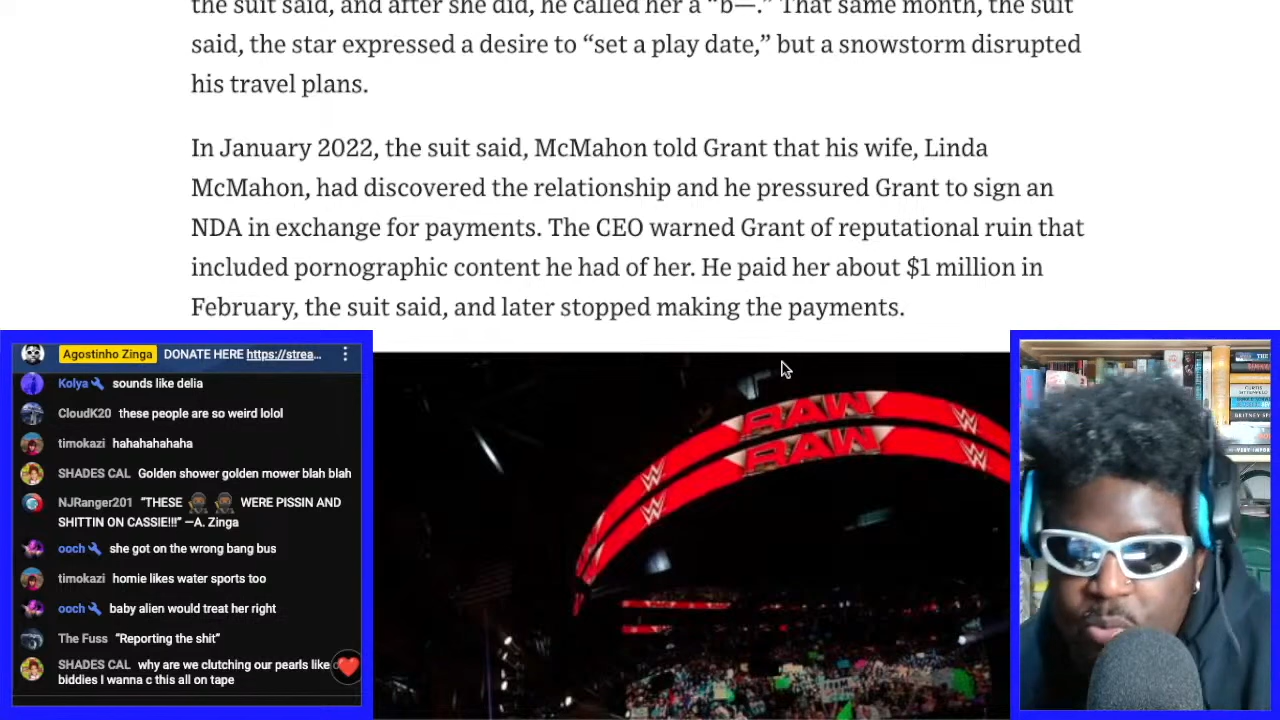 the suit said, and after she did, he called her a “b—.” That same month, the suit
said, the star expressed a desire to “set a play date,” but a snowstorm disrupted
his travel plans.
In January 2022, the suit said, McMahon told Grant that his wife, Linda
McMahon, had discovered the relationship and he pressured Grant to sign an
NDA in exchange for payments. The CEO warned Grant of reputational ruin that
included pornographic content he had of her. He paid her about $1 million in
February, the suit said, and later stopped making the payments.
Agostinho Zinga DONATE HERE https://strea...
Kolya sounds like delia
CloudK20 these people are so weird lolol
timokazi hahahahahaha
SHADES CAL Golden shower golden mower blah blah
NJRanger201 “THESE WERE PISSIN AND
SHITTIN ON CASSIE!!!” —A. Zinga
ooch she got on the wrong bang bus
timokazi homie likes water sports too
ooch baby alien would treat her right
The Fuss “Reporting the shit”
SHADES CAL why are we clutching our pearls like
biddies I wanna c this all on tape
RAW
RAW